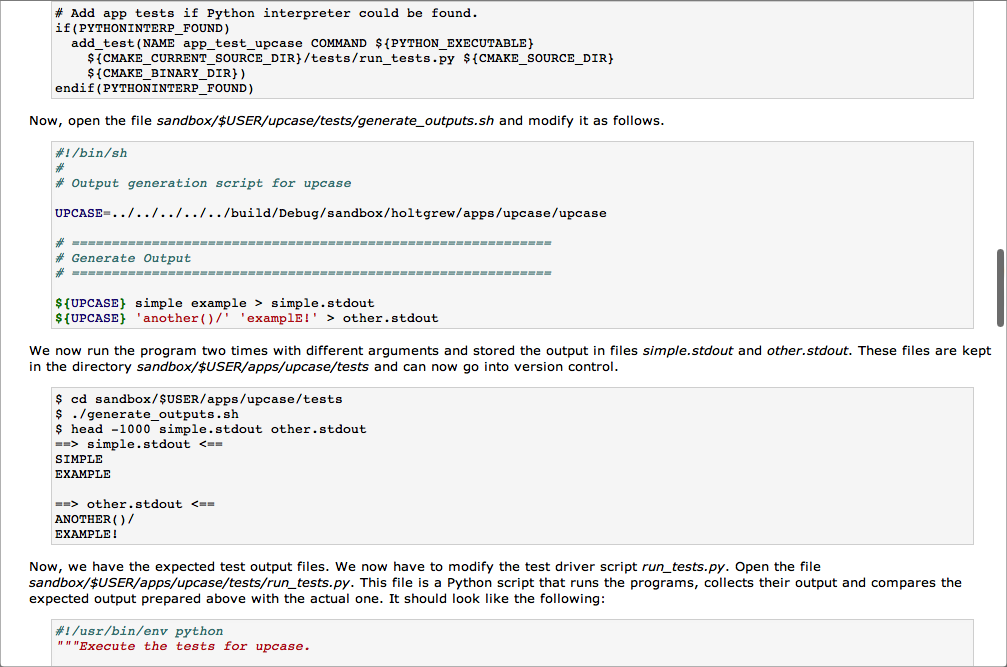 # Add app tests if Python interpreter could be found.
if(PYTHONINTERP_FOUND)
  add_test(NAME app_test_upcase COMMAND ${PYTHON_EXECUTABLE}
    ${CMAKE_CURRENT_SOURCE_DIR}/tests/run_tests.py ${CMAKE_SOURCE_DIR}
    ${CMAKE_BINARY_DIR})
endif(PYTHONINTERP_FOUND)
Now, open the file sandbox/$USER/upcase/tests/generate_outputs.sh and modify it as follows.
#!/bin/sh
#
# Output generation script for upcase
UPCASE=../../../../../build/Debug/sandbox/holtgrew/apps/upcase/upcase
# ============================================================
# Generate Output
# ============================================================
${UPCASE} simple example > simple.stdout
${UPCASE} 'another()/' 'examplE!' > other.stdout
We now run the program two times with different arguments and stored the output in files simple.stdout and other.stdout. These files are kept
in the directory sandbox/$USER/apps/upcase/tests and can now go into version control.
$ cd sandbox/$USER/apps/upcase/tests
$ ./generate_outputs.sh
$ head -1000 simple.stdout other.stdout
==> simple.stdout <==
SIMPLE
EXAMPLE
==> other.stdout <==
ANOTHER()/
EXAMPLE!
Now, we have the expected test output files. We now have to modify the test driver script run_tests.py. Open the file
sandbox/$USER/apps/upcase/tests/run_tests.py. This file is a Python script that runs the programs, collects their output and compares the
expected output prepared above with the actual one. It should look like the following:
#!/usr/bin/env python
"""Execute the tests for upcase.